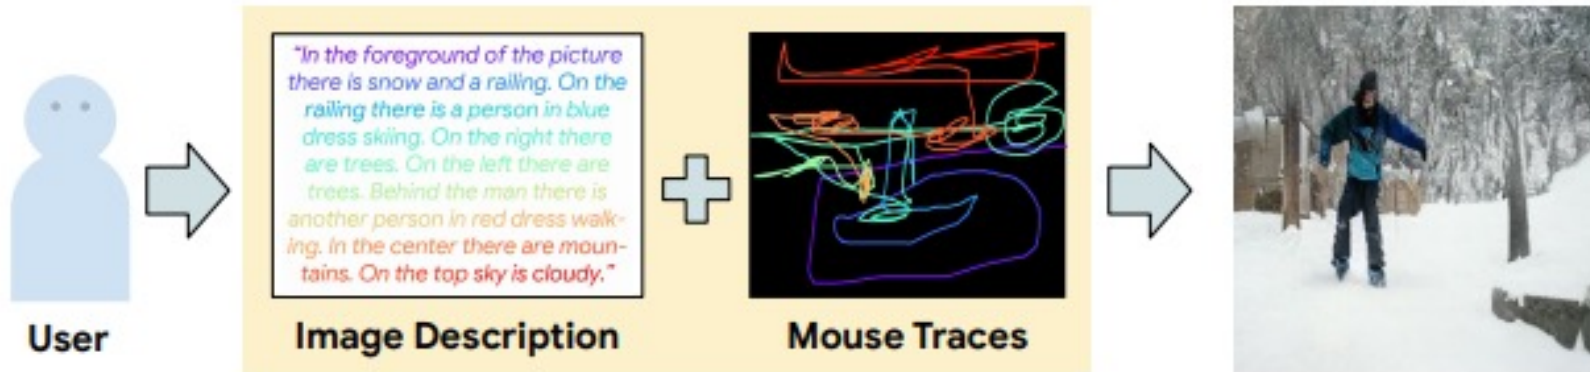 "In the foreground of the picture
there is snow and a railing. On the
railing there is a person in blue
dress skiing. On the right there
are trees. On the left there are
trees. Behind the man there is
another person in red dress walk-
ing. In the center there are moun-
tains. On the top sky is cloudy."
User
Image Description
Mouse Traces